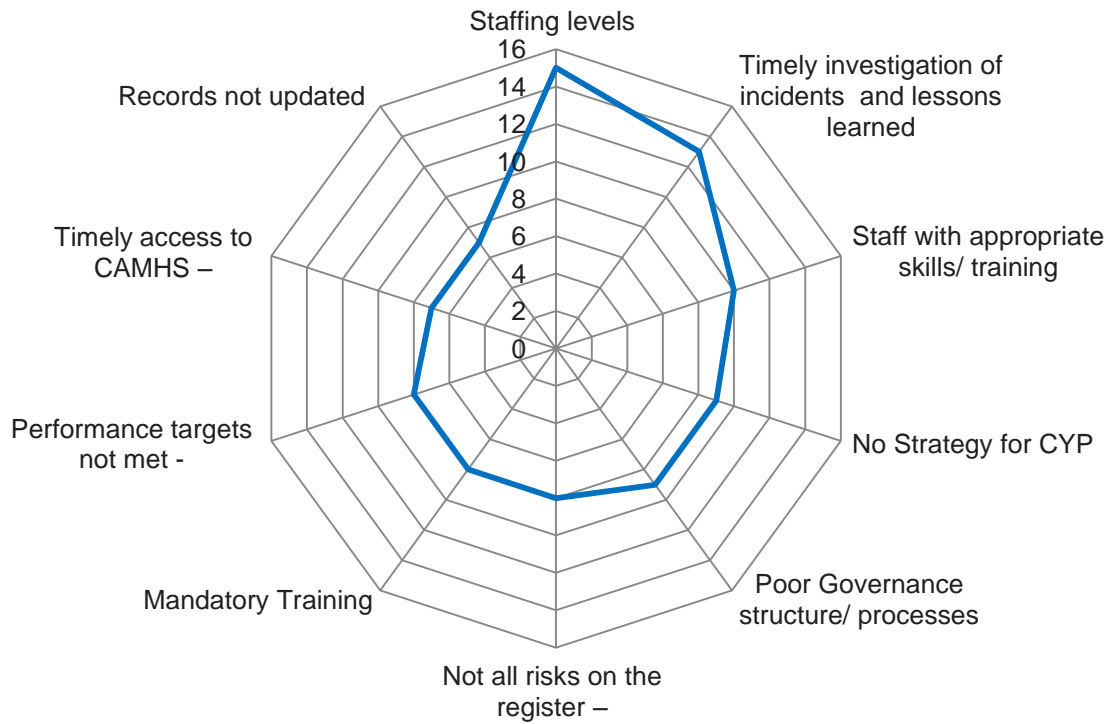 Staffing levels
16
14
12
10
8
6
4
2
0
Timely investigation of
incidents and lessons
learned
Staff with appropriate
skills/ training
No Strategy for CYP
Poor Governance
structure/ processes
Not all risks on the
register –
Mandatory Training
Performance targets
not met -
Timely access to
CAMHS –
Records not updated